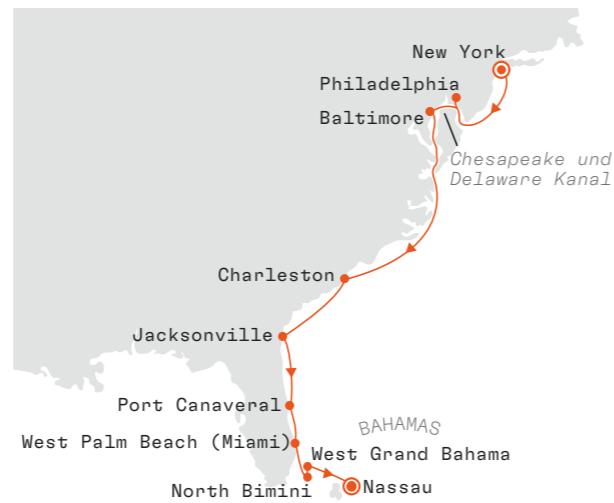 New York
Philadelphia
Baltimore
Chesapeake und
Delaware Kanal
Charleston
Jacksonville
Port Canaveral
BAHAMAS
West Palm Beach (Miami)
West Grand Bahama
North Bimini
Nassau